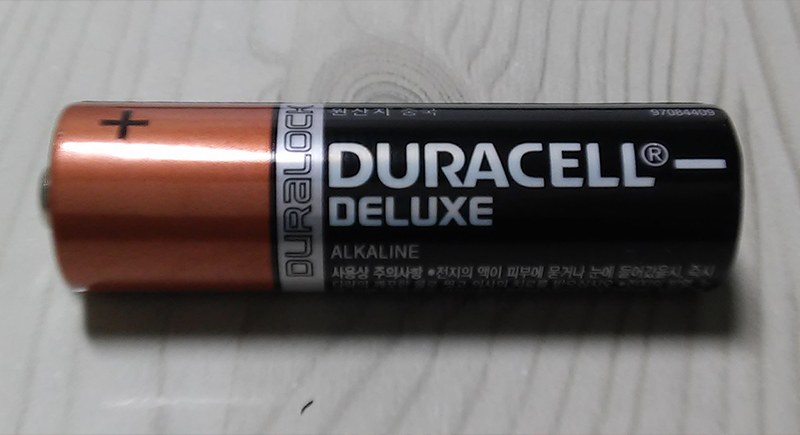 +
DURALOCK
원산지 중국
97084409
DURACELL® −
DELUXE
ALKALINE
사용상 주의사항 •전지의 액이 피부에 묻거나 눈에 들어갔을시, 즉시